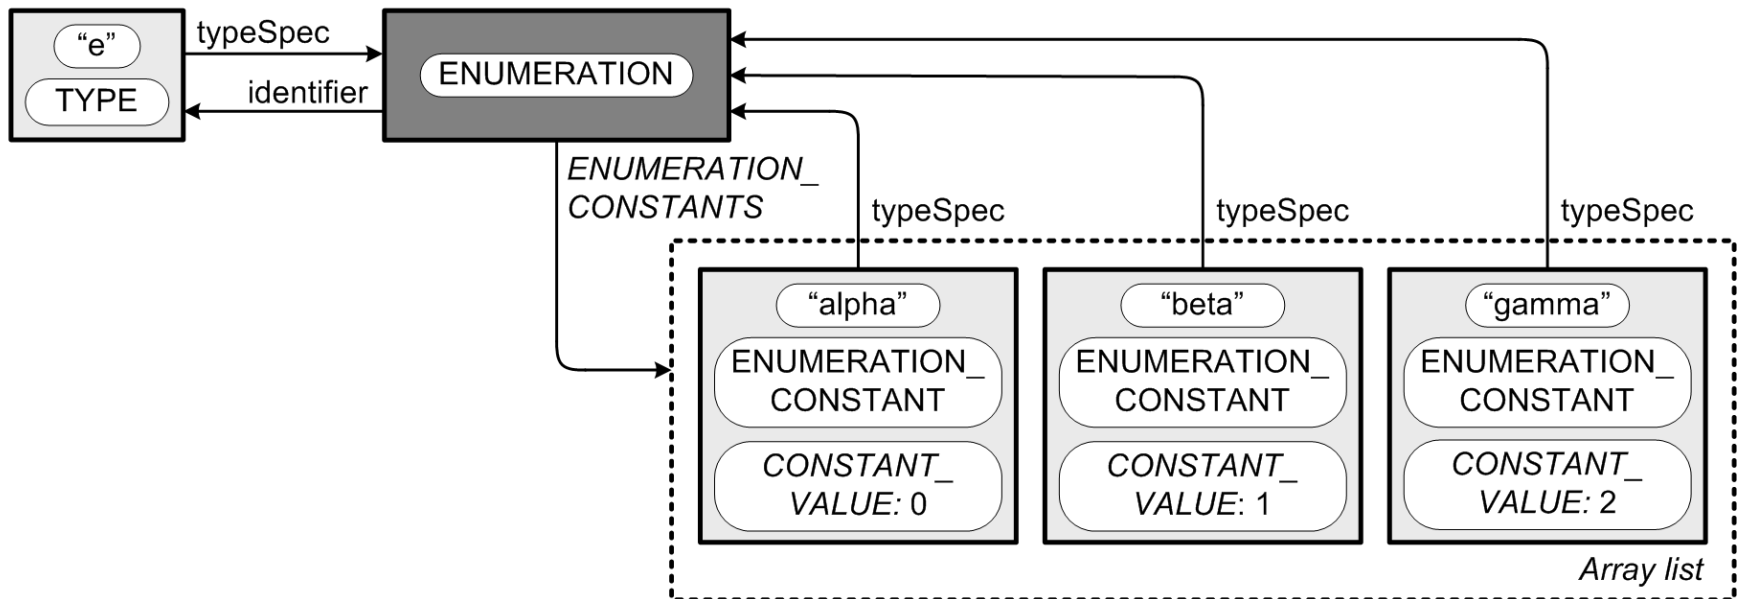 “e”
TYPE
typeSpec
identifier
ENUMERATION
ENUMERATION_
CONSTANTS
typeSpec
typeSpec
typeSpec
“alpha”
ENUMERATION_
CONSTANT
CONSTANT_
VALUE: 0
“beta”
ENUMERATION_
CONSTANT
CONSTANT_
VALUE: 1
“gamma”
ENUMERATION_
CONSTANT
CONSTANT_
VALUE: 2
Array list